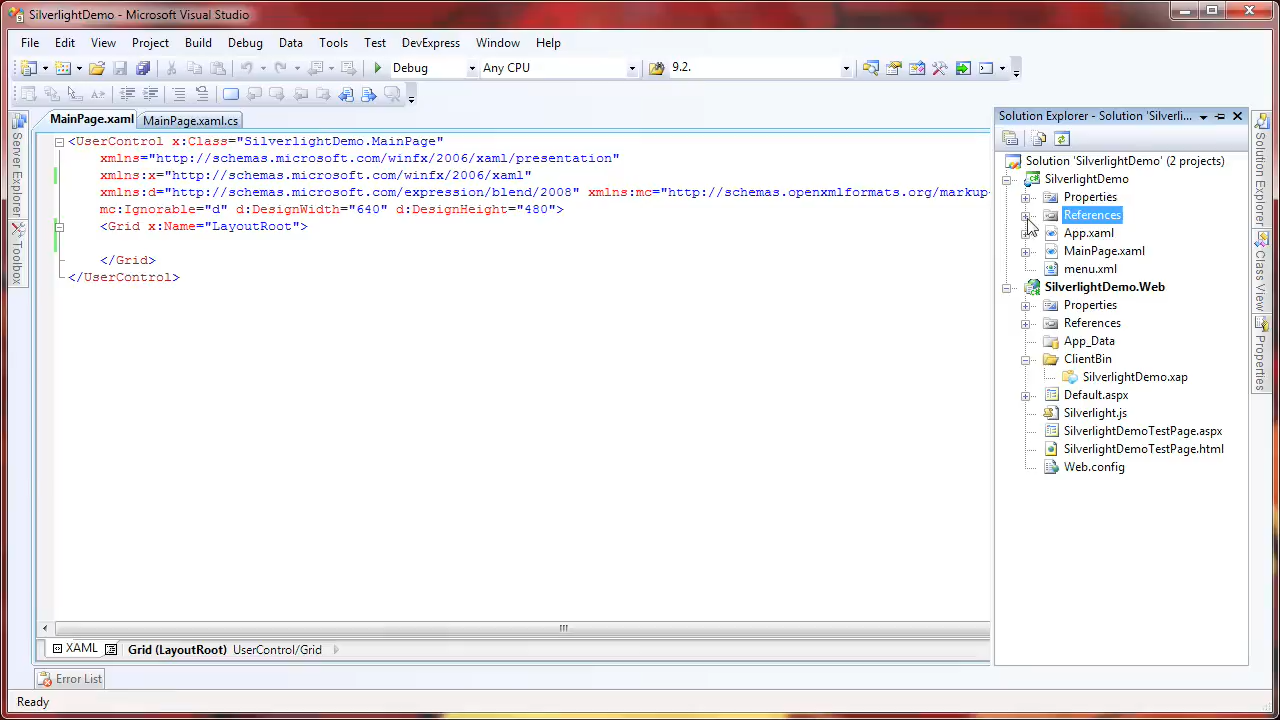 SilverlightDemo - Microsoft Visual Studio
File Edit View Project Build Debug Data Tools Test DevExpress Window Help
Debug Any CPU 9.2.
MainPage.xaml MainPage.xaml.cs
<UserControl x:Class="SilverlightDemo.MainPage"
xmlns="http://schemas.microsoft.com/winfx/2006/xaml/presentation"
xmlns:x="http://schemas.microsoft.com/winfx/2006/xaml"
xmlns:d="http://schemas.microsoft.com/expression/blend/2008" xmlns:mc="http://schemas.openxmlformats.org/markup-
mc:Ignorable="d" d:DesignWidth="640" d:DesignHeight="480">
<Grid x:Name="LayoutRoot">
</Grid>
</UserControl>
XAML Grid (LayoutRoot) UserControl/Grid
Error List
Ready
Server Explorer
Toolbox
Solution Explorer - Solution 'Silverli...
Solution 'SilverlightDemo' (2 projects)
SilverlightDemo
Properties
References
App.xaml
MainPage.xaml
menu.xml
SilverlightDemo.Web
Properties
References
App_Data
ClientBin
SilverlightDemo.xap
Default.aspx
Silverlight.js
SilverlightDemoTestPage.aspx
SilverlightDemoTestPage.html
Web.config
Solution Explorer
Class View
Properties